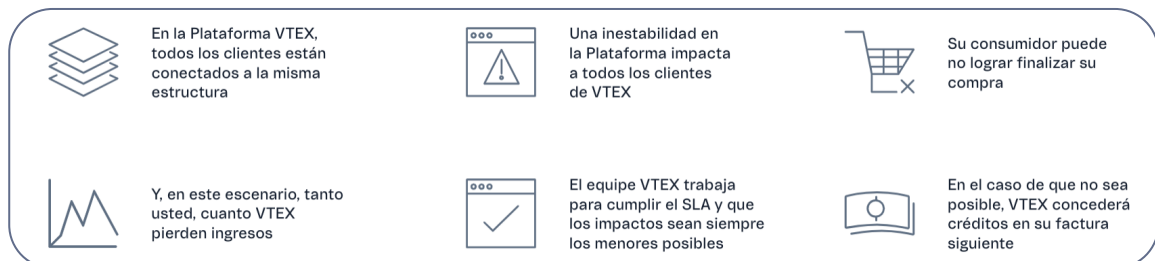 En la Plataforma VTEX,
todos los clientes están
conectados a la misma
estructura
Una inestabilidad en
la Plataforma impacta
a todos los clientes
de VTEX
Su consumidor puede
no lograr finalizar su
compra
Y, en este escenario, tanto
usted, cuanto VTEX
pierden ingresos
El equipe VTEX trabaja
para cumplir el SLA y que
los impactos sean siempre
los menores posibles
En el caso de que no sea
posible, VTEX concederá
créditos en su factura
siguiente